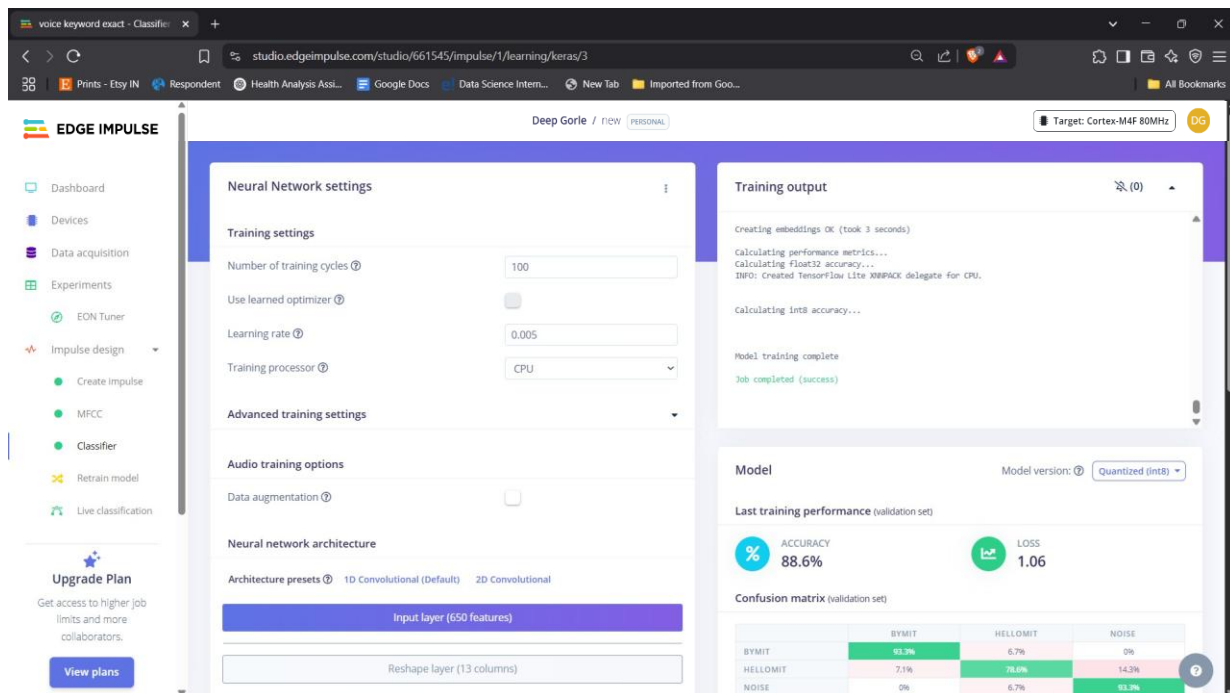 voice keyword exact - Classifier
studio.edgeimpulse.com/studio/661545/impulse/1/learning/keras/3
Prints - Etsy IN
Respondent
Health Analysis Assi...
Google Docs
Data Science Intern...
New Tab
Imported from Goo...
All Bookmarks
EDGE IMPULSE
Deep Gorle / new PERSONAL
Target: Cortex-M4F 80MHz
DG
Dashboard
Devices
Data acquisition
Experiments
EON Tuner
Impulse design
Create impulse
MFCC
Classifier
Retrain model
Live classification
Upgrade Plan
Get access to higher job
limits and more
collaborators.
View plans
Neural Network settings
Training settings
Number of training cycles ? 100
Use learned optimizer ?
Learning rate ? 0.005
Training processor ? CPU
Advanced training settings
Audio training options
Data augmentation ?
Neural network architecture
Architecture presets ? 1D Convolutional (Default) 2D Convolutional
Input layer (650 features)
Reshape layer (13 columns)
Training output
(0)
Creating embeddings OK (took 3 seconds)
Calculating performance metrics...
Calculating float32 accuracy...
INFO: Created TensorFlow Lite XNNPACK delegate for CPU.
Calculating int8 accuracy...
Model training complete
Job completed (success)
Model
Model version: ? Quantized (int8)
Last training performance (validation set)
% ACCURACY
88.6%
LOSS
1.06
Confusion matrix (validation set)
BYMIT HELLOMIT NOISE
BYMIT 93.3% 6.7% 0%
HELLOMIT 7.1% 78.6% 14.3%
NOISE 0% 6.7% 93.3%
?